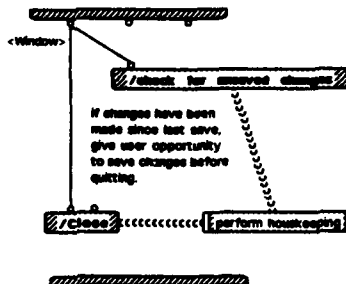 <Window>
/check for unsaved changes
If changes have been
made since last save,
give user opportunity
to save changes before
quitting.
/Close
perform houskeeping